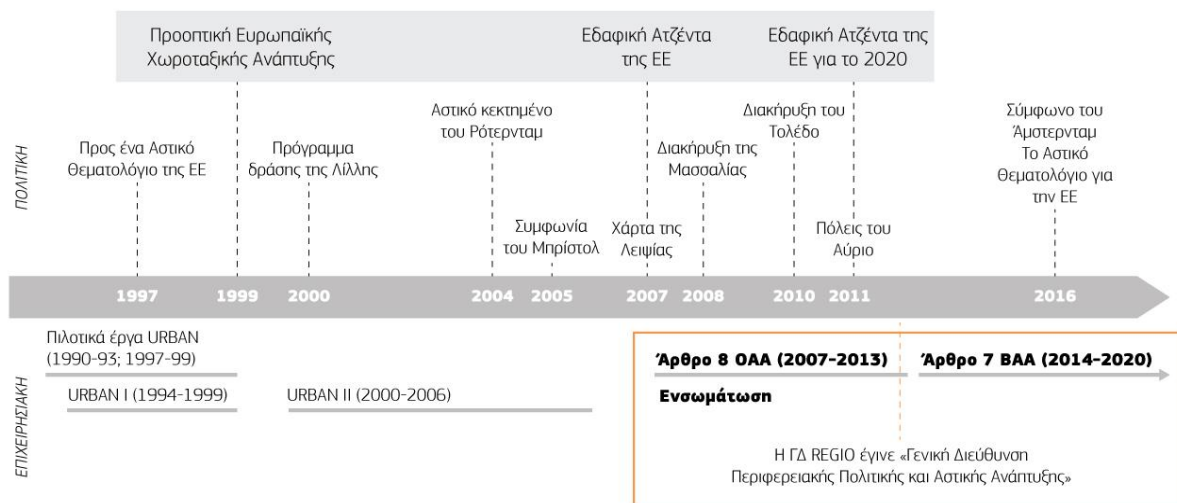 Προοπτική Ευρωπαϊκής
Χωροταξικής Ανάπτυξης
Εδαφική Ατζέντα
της ΕΕ
Εδαφική Ατζέντα της
ΕΕ για το 2020
ΠΟΛΙΤΙΚΗ
Προς ένα Αστικό
Θεματολόγιο της ΕΕ
Πρόγραμμα
δράσης της Λίλλης
Αστικό κεκτημένο
του Ρότερνταμ
Συμφωνία
του Μπρίστολ
Χάρτα της
Λειψίας
Διακήρυξη της
Μασσαλίας
Διακήρυξη του
Τολέδο
Πόλεις του
Αύριο
Σύμφωνο του
Άμστερνταμ
Το Αστικό
Θεματολόγιο για
την ΕΕ
1997 1999 2000 2004 2005 2007 2008 2010 2011 2016
ΕΠΙΧΕΙΡΗΣΙΑΚΗ
Πιλοτικά έργα URBAN
(1990-93; 1997-99)
URBAN I (1994-1999)
URBAN II (2000-2006)
Άρθρο 8 ΟΑΑ (2007-2013)
Ενσωμάτωση
Άρθρο 7 ΒΑΑ (2014-2020)
Η ΓΔ REGIO έγινε «Γενική Διεύθυνση
Περιφερειακής Πολιτικής και Αστικής Ανάπτυξης»